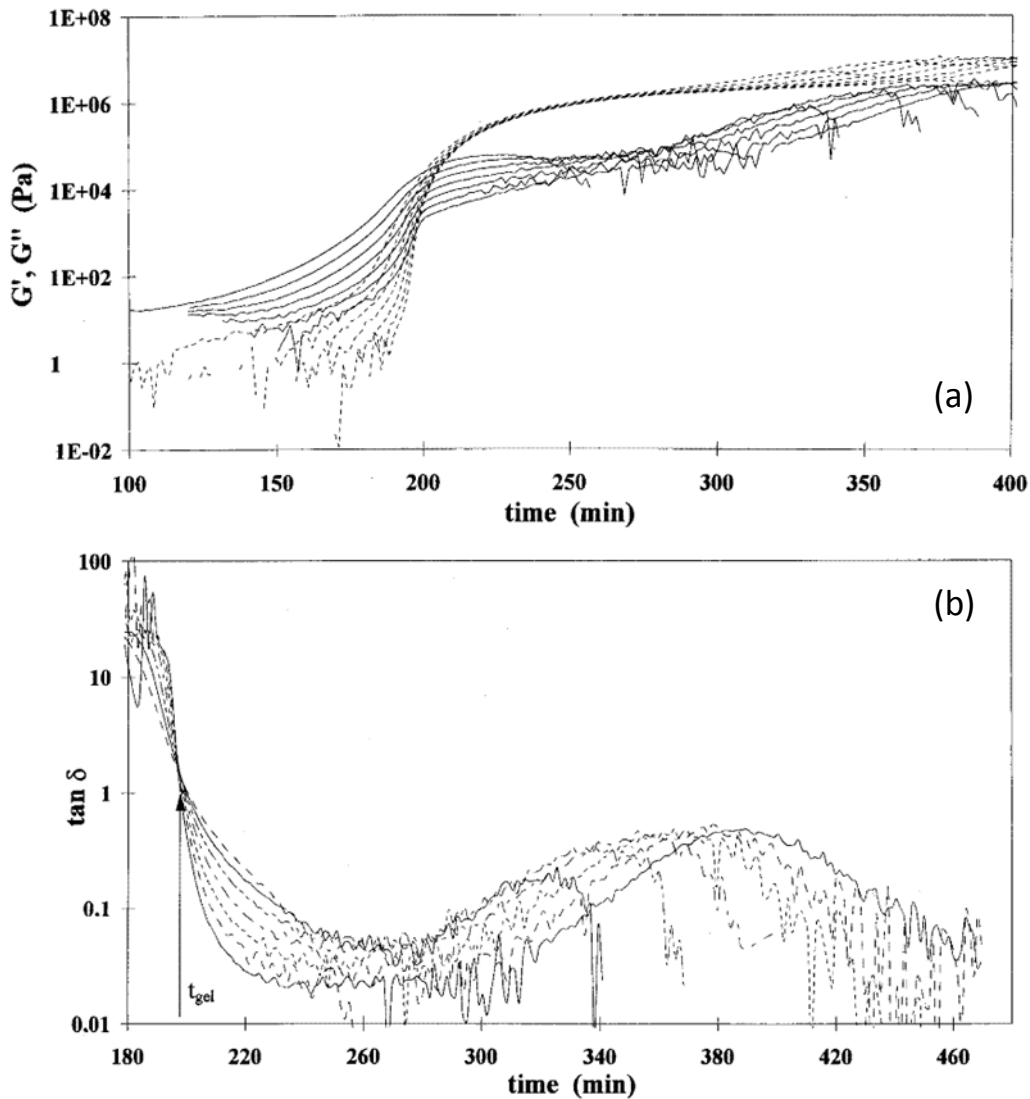 1E+08
1E+06
1E+04
1E+02
1
1E-02
G', G'' (Pa)
(a)
100 150 200 250 300 350 400
time (min)
100
10
1
0.1
0.01
tan δ
(b)
t_gel
180 220 260 300 340 380 420 460
time (min)